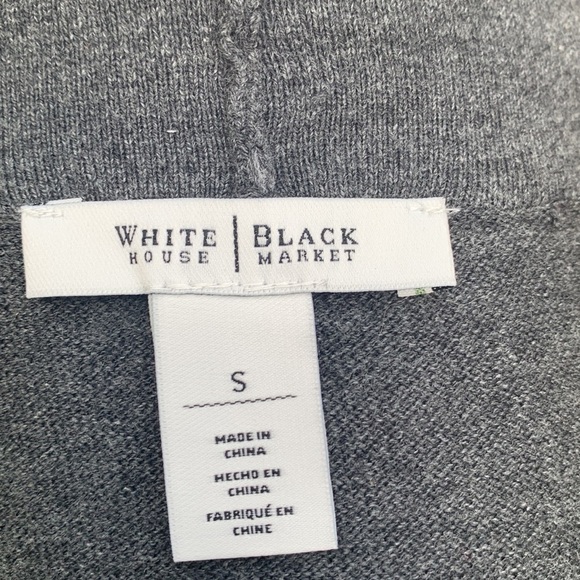 WHITE | BLACK
HOUSE | MARKET
S
MADE IN
CHINA
HECHO EN
CHINA
FABRIQUÉ EN
CHINE